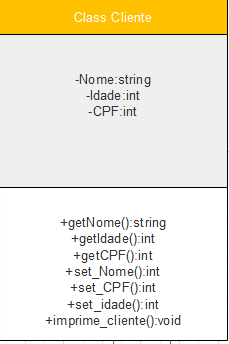 Class Cliente
-Nome:string
-Idade:int
-CPF:int
+getNome():string
+getIdade():int
+getCPF():int
+set_Nome():int
+set_CPF():int
+set_idade():int
+imprime_cliente():void